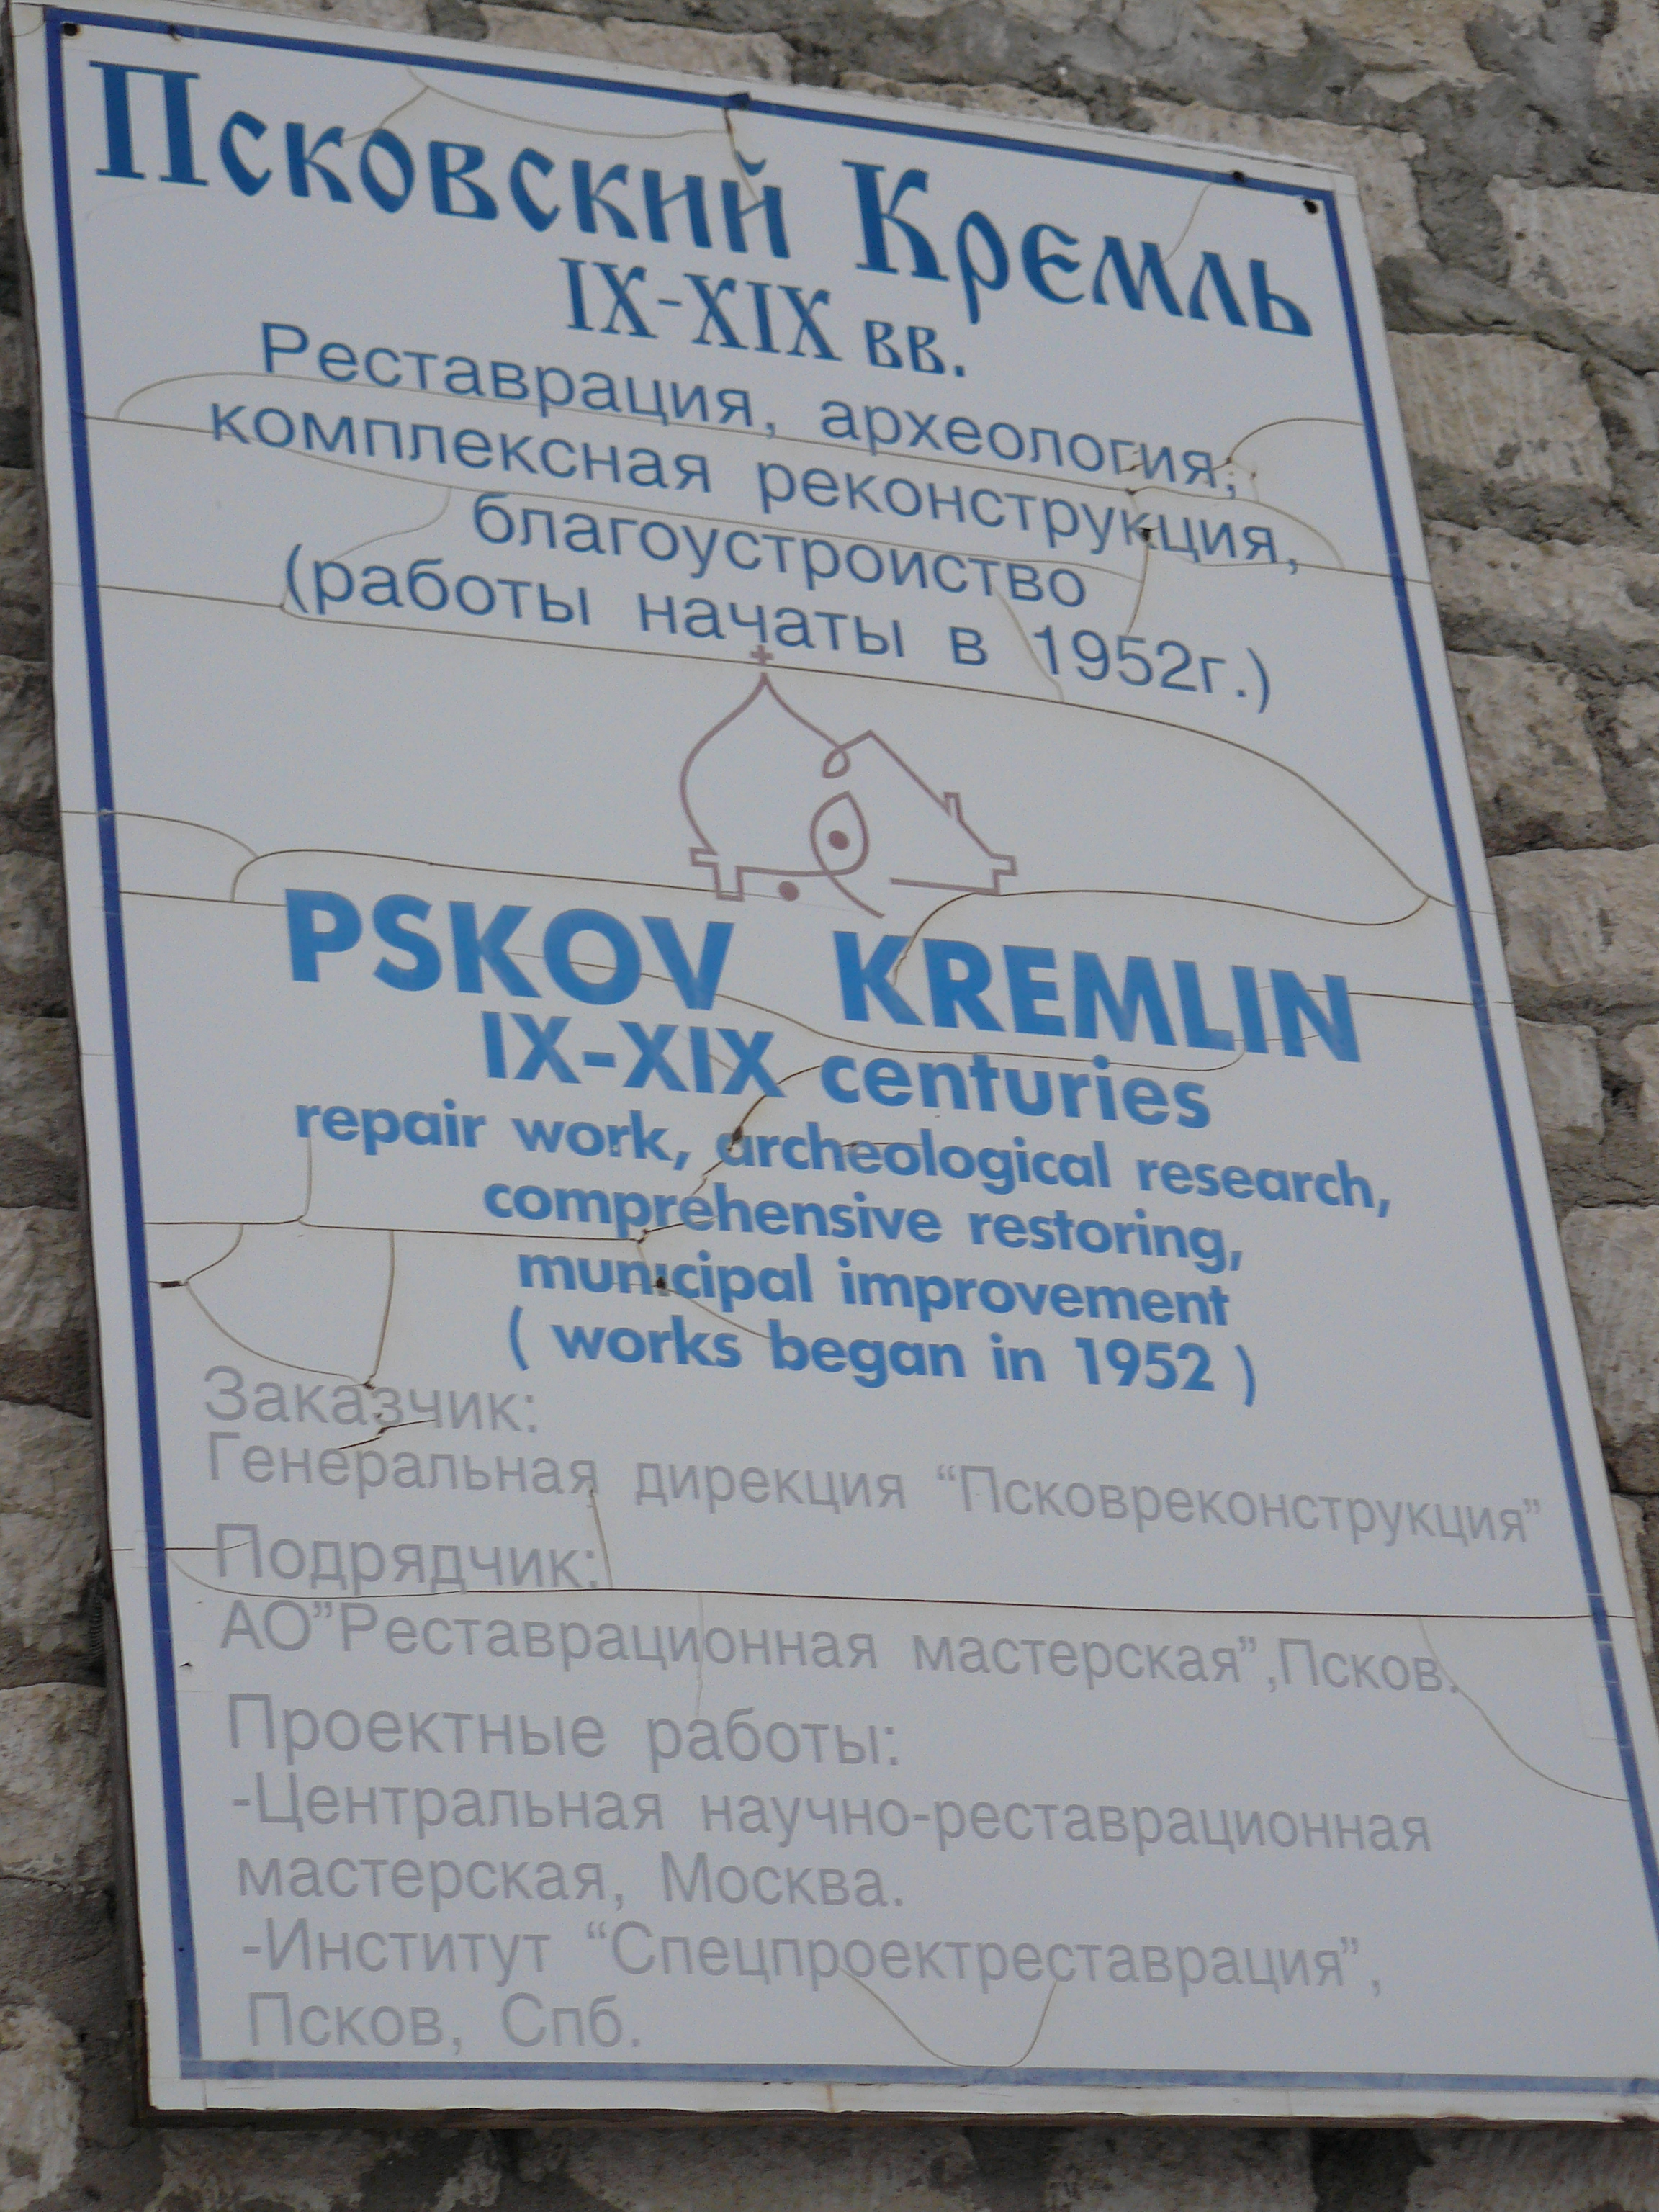 Псковский Кремль
IX-XIX вв.
Реставрация, археология,
комплексная реконструкция,
благоустроиство
(работы начаты в 1952г.)
PSKOV KREMLIN
IX-XIX centuries
repair work, archeological research,
comprehensive restoring,
municipal improvement
( works began in 1952 )
Заказчик:
Генеральная дирекция “Псковреконструкция”
Подрядчик:
АО”Реставрационная мастерская”,Псков.
Проектные работы:
-Центральная научно-реставрационная
мастерская, Москва.
-Институт “Спецпроектреставрация”,
Псков, Спб.